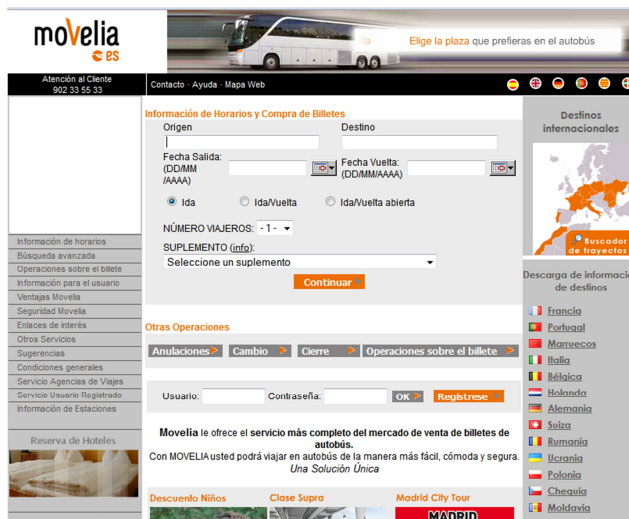 movelia
es
Elige la plaza que prefieras en el autobús
Atención al Cliente
902 33 55 33
Contacto · Ayuda · Mapa Web
Información de horarios
Búsqueda avanzada
Operaciones sobre el billete
Información para el usuario
Ventajas Movelia
Seguridad Movelia
Enlaces de interés
Otros Servicios
Sugerencias
Condiciones generales
Servicio Agencias de Viajes
Servicio Usuario Registrado
Información de Estaciones
Reserva de Hoteles
Información de Horarios y Compra de Billetes
Origen
Destino
Fecha Salida:
(DD/MM
/AAAA)
Fecha Vuelta:
(DD/MM/AAAA)
Ida
Ida/Vuelta
Ida/Vuelta abierta
NÚMERO VIAJEROS: - 1 -
SUPLEMENTO (info):
Seleccione un suplemento
Continuar
Otras Operaciones
Anulaciones >
Cambio >
Cierre >
Operaciones sobre el billete >
Usuario:
Contraseña:
OK >
Regístrese
Movelia le ofrece el servicio más completo del mercado de venta de billetes de
autobús.
Con MOVELIA usted podrá viajar en autobús de la manera más fácil, cómoda y segura.
Una Solución Única
Descuento Niños
Clase Supra
Madrid City Tour
MADRID
Destinos
internacionales
Buscador
de trayectos
Descarga de informaci
de destinos
Francia
Portugal
Marruecos
Italia
Bélgica
Holanda
Alemania
Suiza
Rumanía
Ucrania
Polonia
Chequia
Moldavia